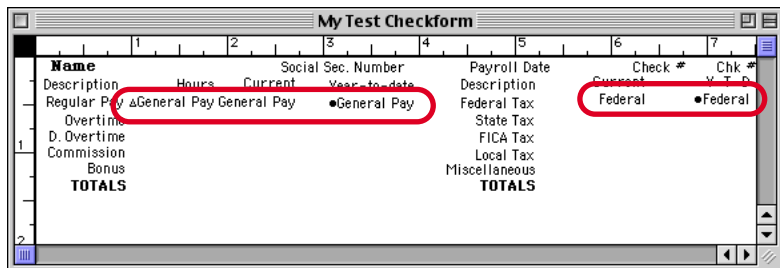 My Test Checkform
1 2 3 4 5 6 7
Name Social Sec. Number Payroll Date Check # Chk #
Description Hours Current Year-to-date Description Current Y-T-D
Regular Pay ▵General Pay General Pay ●General Pay Federal Tax Federal ●Federal
Overtime State Tax
D. Overtime FICA Tax
1
Commission Local Tax
Bonus Miscellaneous
TOTALS TOTALS
2